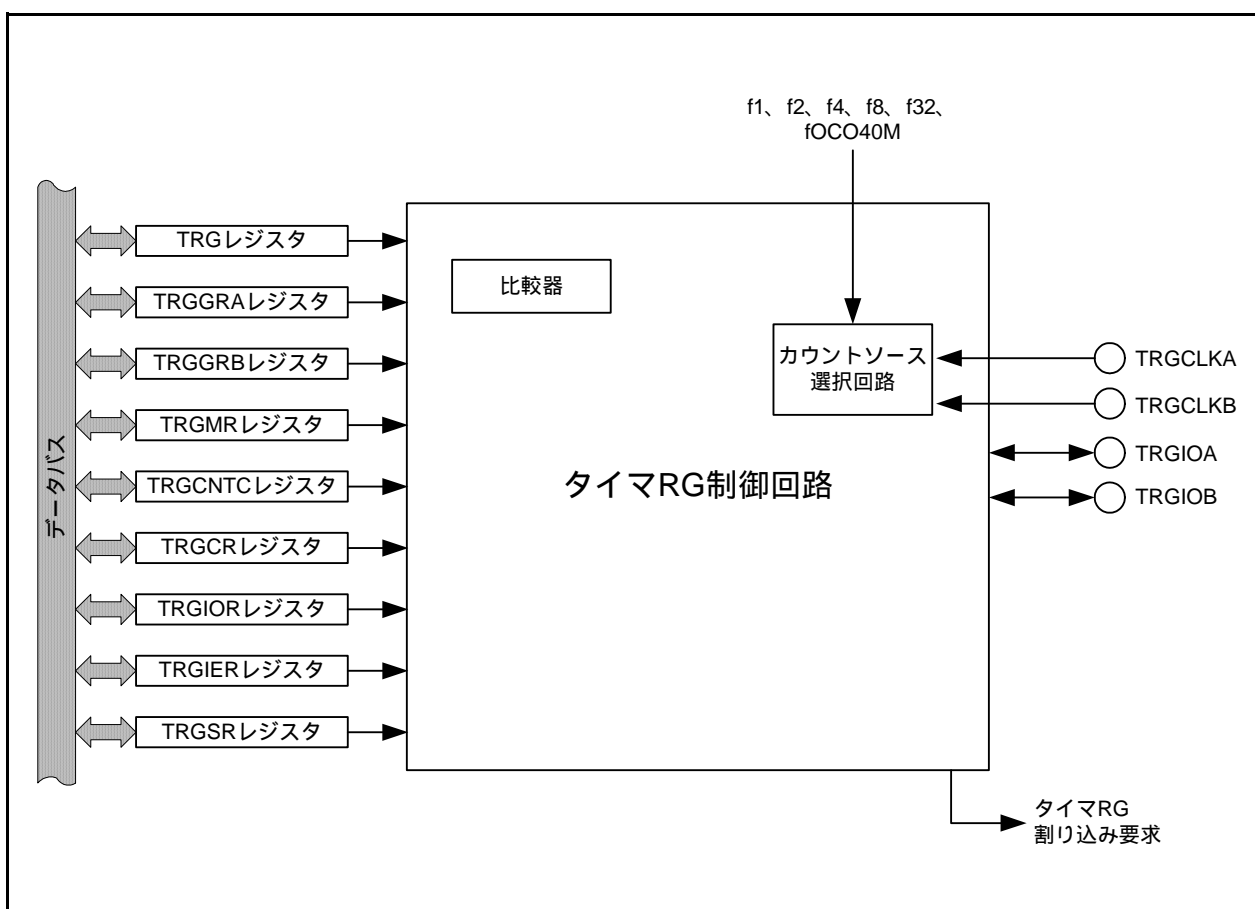 f1、f2、f4、f8、f32、
fOCO40M
データバス
TRGレジスタ
TRGGRAレジスタ
TRGGRBレジスタ
TRGMRレジスタ
TRGCNTCレジスタ
TRGCRレジスタ
TRGIORレジスタ
TRGIERレジスタ
TRGSRレジスタ
比較器
カウントソース
選択回路
タイマRG制御回路
TRGCLKA
TRGCLKB
TRGIOA
TRGIOB
タイマRG
割り込み要求